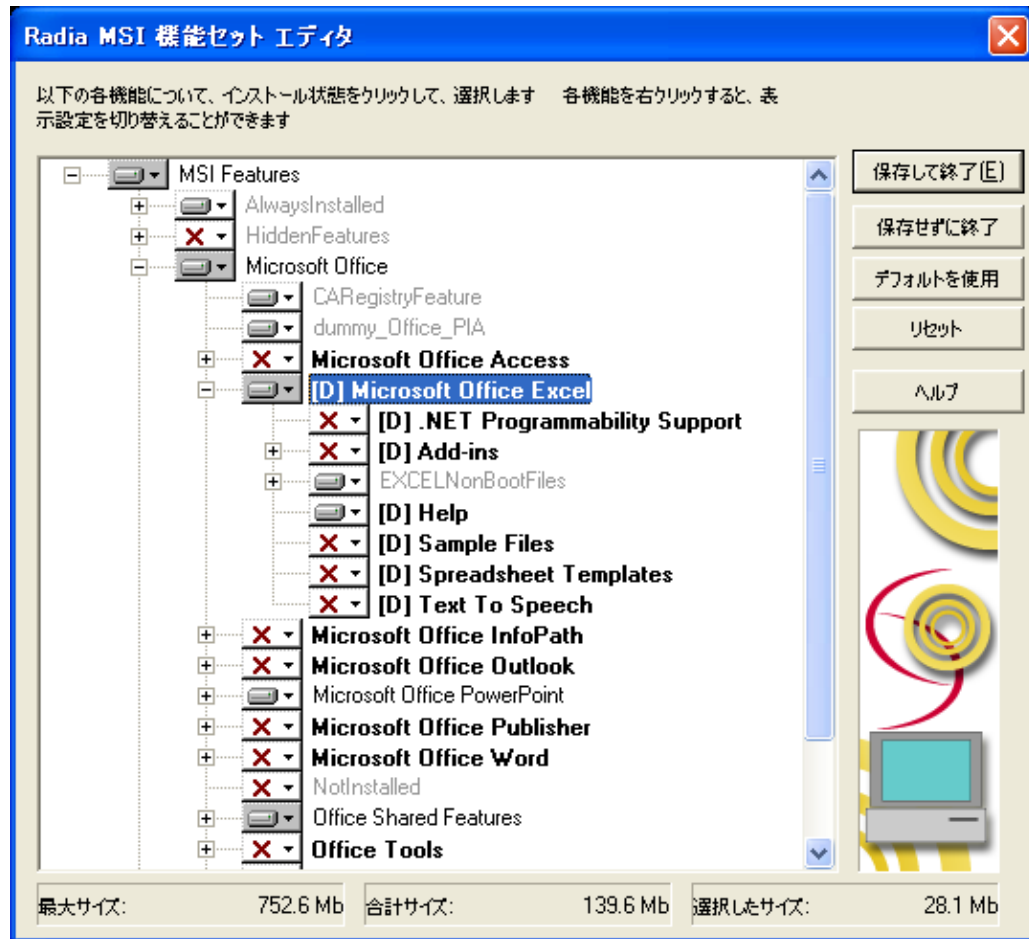 Radia MSI 機能セット エディタ
以下の各機能について、インストール状態をクリックして、選択します　各機能を右クリックすると、表
示設定を切り替えることができます
MSI Features
AlwaysInstalled
HiddenFeatures
Microsoft Office
CARegistryFeature
dummy_Office_PIA
Microsoft Office Access
[D] Microsoft Office Excel
[D] .NET Programmability Support
[D] Add-ins
EXCELNonBootFiles
[D] Help
[D] Sample Files
[D] Spreadsheet Templates
[D] Text To Speech
Microsoft Office InfoPath
Microsoft Office Outlook
Microsoft Office PowerPoint
Microsoft Office Publisher
Microsoft Office Word
NotInstalled
Office Shared Features
Office Tools
保存して終了(E)
保存せずに終了
デフォルトを使用
リセット
ヘルプ
最大サイズ: 752.6 Mb 合計サイズ: 139.6 Mb 選択したサイズ: 28.1 Mb